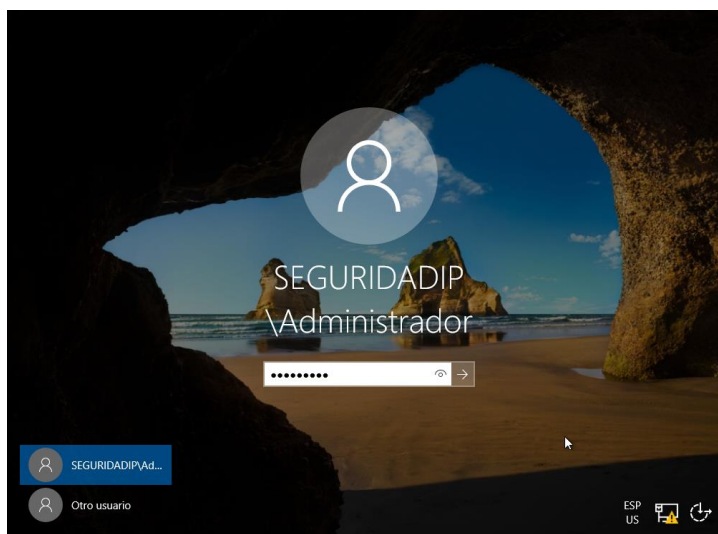 SEGURIDADIP
\Administrador
•••••••••
SEGURIDADIP\Ad...
Otro usuario
ESP
US